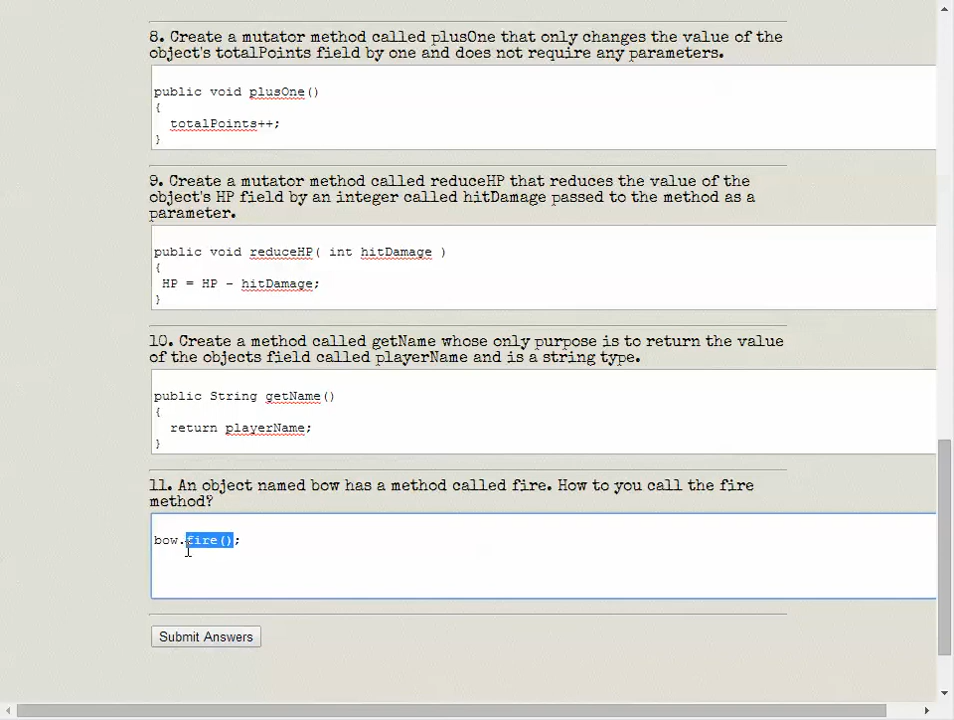 8. Create a mutator method called plusOne that only changes the value of the
object's totalPoints field by one and does not require any parameters.
public void plusOne()
{
totalPoints++;
}
9. Create a mutator method called reduceHP that reduces the value of the
object's HP field by an integer called hitDamage passed to the method as a
parameter.
public void reduceHP( int hitDamage )
{
HP = HP - hitDamage;
}
10. Create a method called getName whose only purpose is to return the value
of the objects field called playerName and is a string type.
public String getName()
{
return playerName;
}
11. An object named bow has a method called fire. How to you call the fire
method?
bow.fire();
Submit Answers